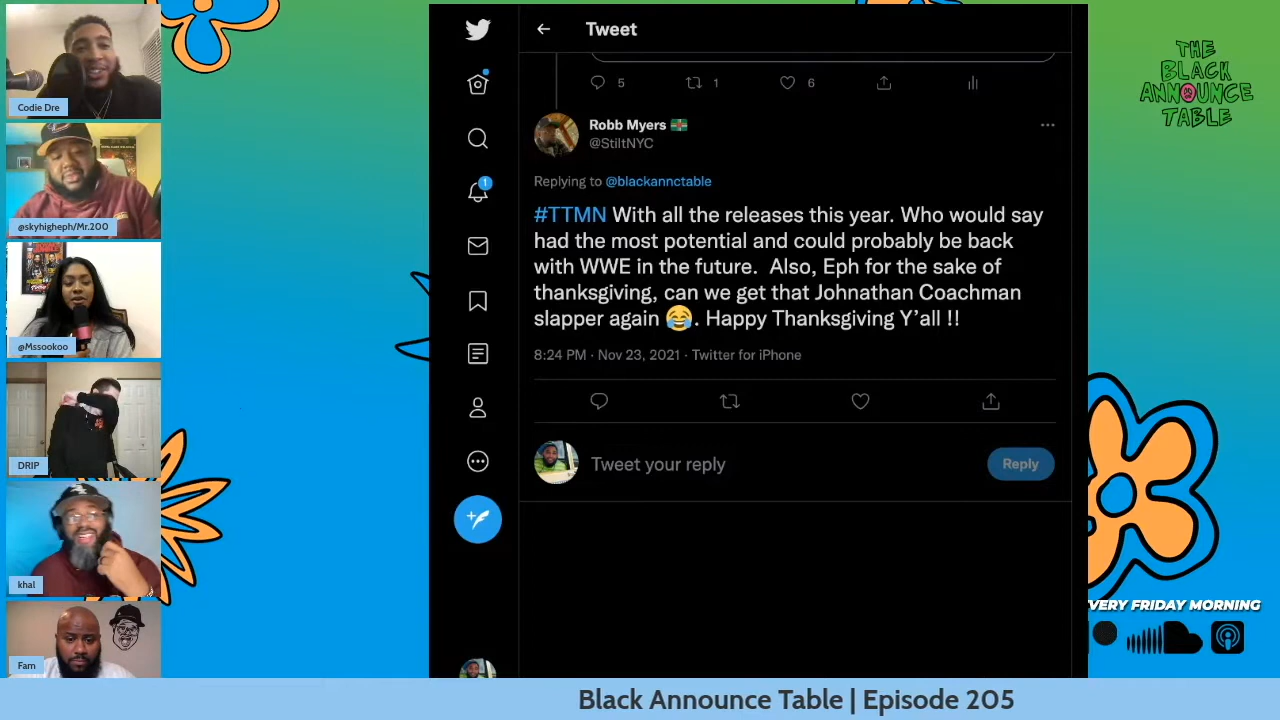 Codie Dre
@skyhigheph/Mr.200
@Mssookoo
DRIP
khal
Fam
Tweet
5
1
6
Robb Myers
@StiltNYC
Replying to @blackannctable
#TTMN With all the releases this year. Who would say
had the most potential and could probably be back
with WWE in the future. Also, Eph for the sake of
thanksgiving, can we get that Johnathan Coachman
slapper again 😂. Happy Thanksgiving Y'all !!
8:24 PM · Nov 23, 2021 · Twitter for iPhone
1
Tweet your reply
Reply
THE
BLACK
ANNOUNCE
TABLE
EVERY FRIDAY MORNING
Black Announce Table | Episode 205